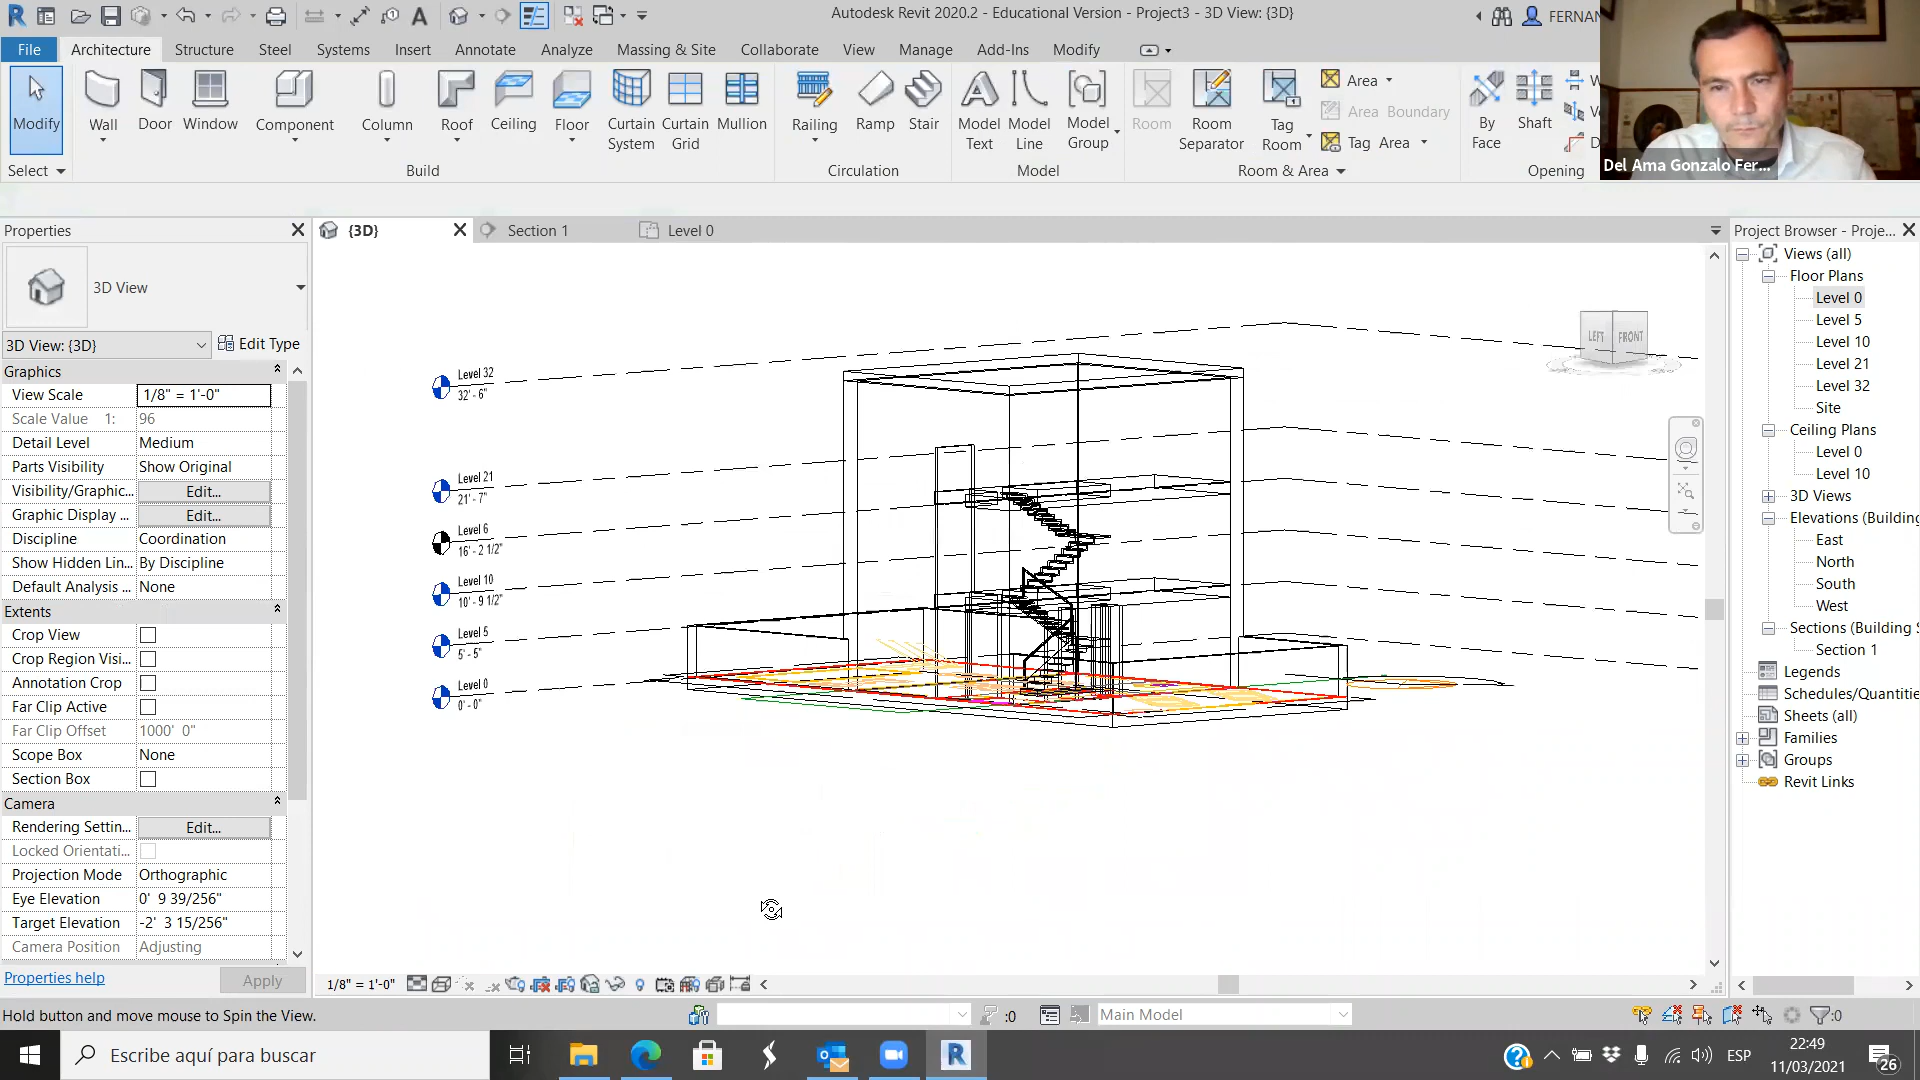 Autodesk Revit 2020.2 - Educational Version - Project3 - 3D View: {3D}
FERNAN
File Architecture Structure Steel Systems Insert Annotate Analyze Massing & Site Collaborate View Manage Add-Ins Modify
Modify
Wall
Door
Window
Component
Column
Roof
Ceiling
Floor
Curtain System
Curtain Grid
Mullion
Railing
Ramp
Stair
Model Text
Model Line
Model Group
Room
Room Separator
Tag Room
Area
Area Boundary
Tag Area
By Face
Shaft
Select
Build
Circulation
Model
Room & Area
Opening
Del Ama Gonzalo Fer...
Properties
3D View
3D View: {3D}
Edit Type
Graphics
View Scale 1/8" = 1'-0"
Scale Value 1: 96
Detail Level Medium
Parts Visibility Show Original
Visibility/Graphic... Edit...
Graphic Display ... Edit...
Discipline Coordination
Show Hidden Lin... By Discipline
Default Analysis ... None
Extents
Crop View
Crop Region Visi...
Annotation Crop
Far Clip Active
Far Clip Offset 1000' 0"
Scope Box None
Section Box
Camera
Rendering Settin... Edit...
Locked Orientati...
Projection Mode Orthographic
Eye Elevation 0' 9 39/256"
Target Elevation -2' 3 15/256"
Camera Position Adjusting
Properties help
Apply
{3D}
Section 1
Level 0
Level 32
32' - 6"
Level 21
21' - 7"
Level 6
16' - 2 1/2"
Level 10
10' - 9 1/2"
Level 5
5' - 5"
Level 0
0' - 0"
LEFT
FRONT
1/8" = 1'-0"
Project Browser - Proje...
Views (all)
Floor Plans
Level 0
Level 5
Level 10
Level 21
Level 32
Site
Ceiling Plans
Level 0
Level 10
3D Views
Elevations (Building
East
North
South
West
Sections (Building S
Section 1
Legends
Schedules/Quantitie
Sheets (all)
Families
Groups
Revit Links
Hold button and move mouse to Spin the View.
:0
Main Model
:0
Escribe aquí para buscar
ESP
22:49
11/03/2021
26